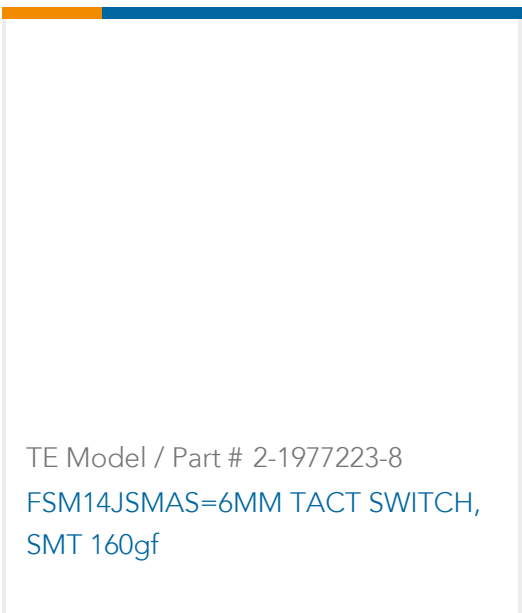 TE Model / Part # 2-1977223-8
FSM14JSMAS=6MM TACT SWITCH,
SMT 160gf